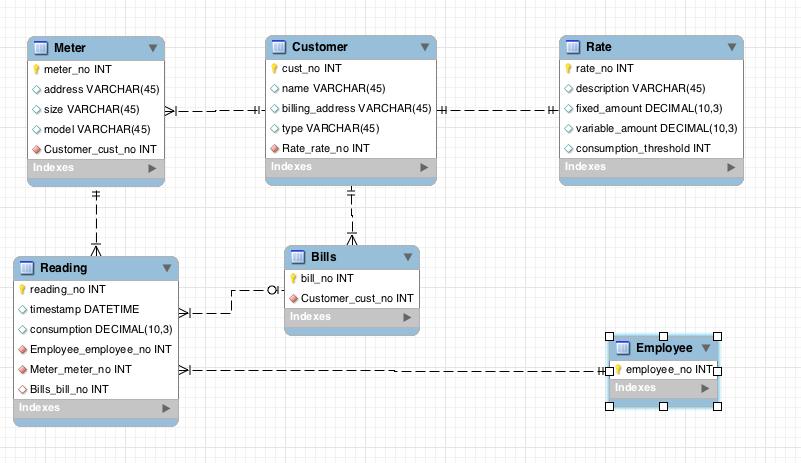 Meter
meter_no INT
address VARCHAR(45)
size VARCHAR(45)
model VARCHAR(45)
Customer_cust_no INT
Indexes
Customer
cust_no INT
name VARCHAR(45)
billing_address VARCHAR(45)
type VARCHAR(45)
Rate_rate_no INT
Indexes
Rate
rate_no INT
description VARCHAR(45)
fixed_amount DECIMAL(10,3)
variable_amount DECIMAL(10,3)
consumption_threshold INT
Indexes
Reading
reading_no INT
timestamp DATETIME
consumption DECIMAL(10,3)
Employee_employee_no INT
Meter_meter_no INT
Bills_bill_no INT
Indexes
Bills
bill_no INT
Customer_cust_no INT
Indexes
Employee
employee_no INT
Indexes